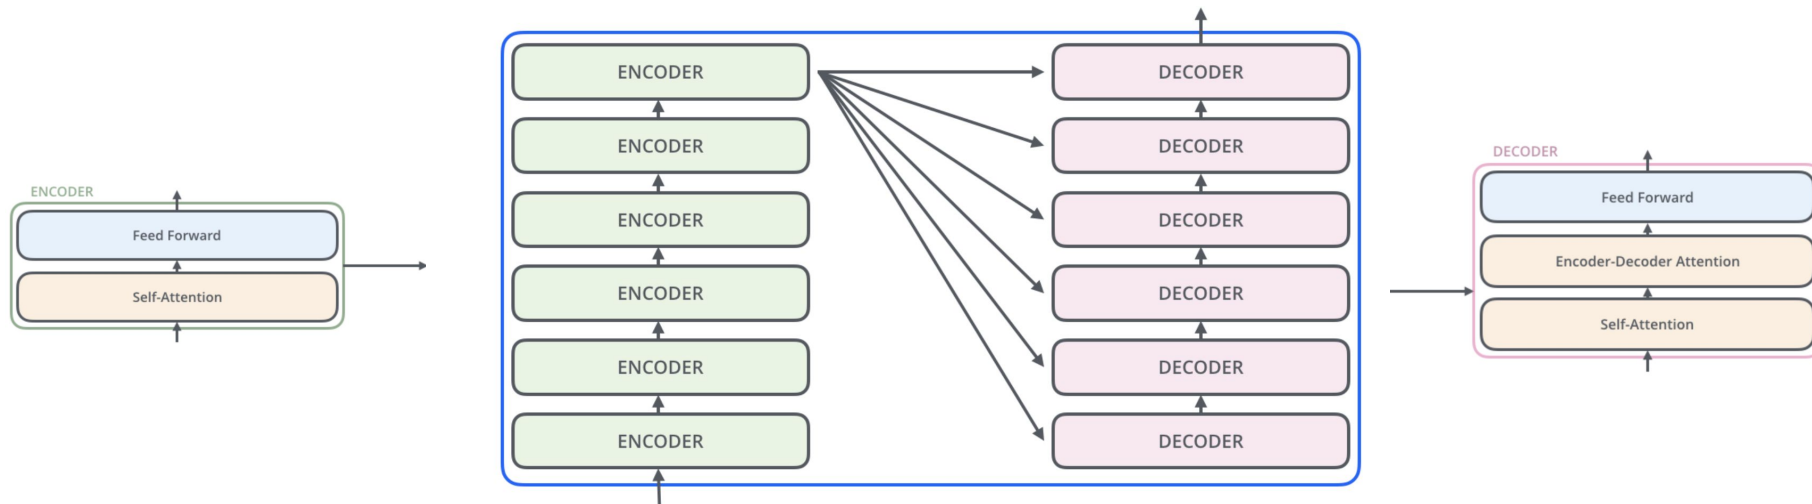 ENCODER
Feed Forward
Self-Attention
ENCODER
ENCODER
ENCODER
ENCODER
ENCODER
ENCODER
DECODER
DECODER
DECODER
DECODER
DECODER
DECODER
DECODER
Feed Forward
Encoder-Decoder Attention
Self-Attention